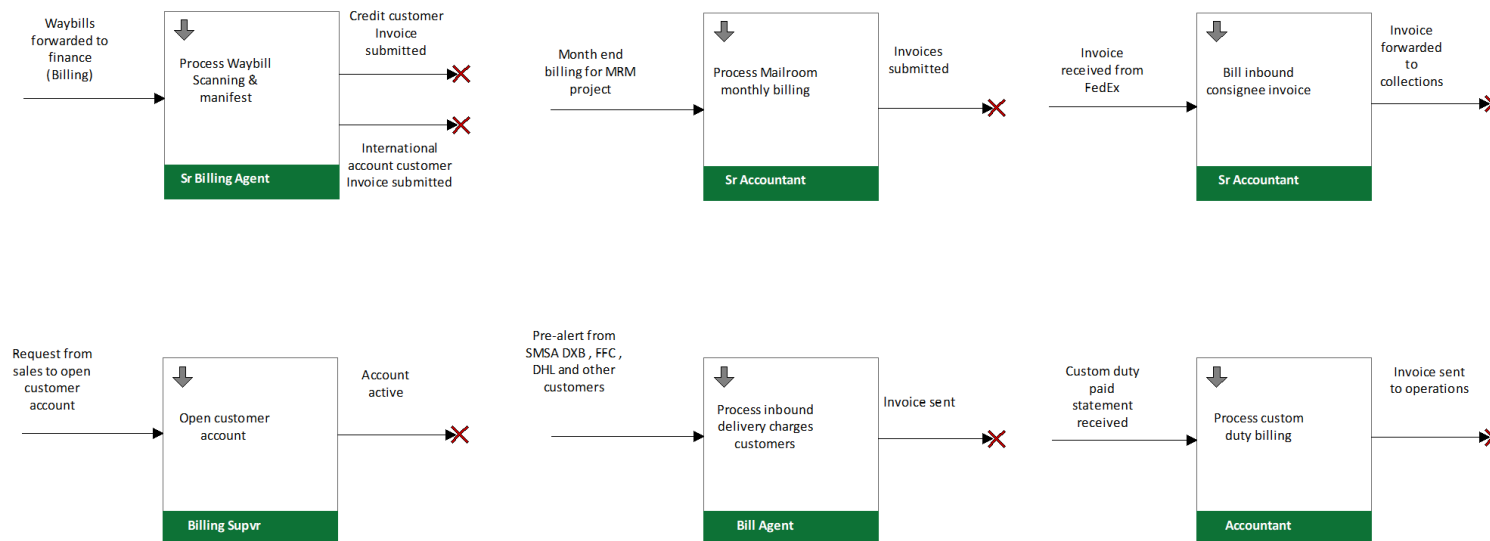 Waybills
forwarded to
finance
(Billing)
Process Waybill
Scanning &
manifest
Sr Billing Agent
Credit customer
Invoice
submitted
International
account customer
Invoice submitted
Month end
billing for MRM
project
Process Mailroom
monthly billing
Sr Accountant
Invoices
submitted
Invoice
received from
FedEx
Bill inbound
consignee invoice
Sr Accountant
Invoice
forwarded
to
collections
Request from
sales to open
customer
account
Open customer
account
Billing Supvr
Account
active
Pre-alert from
SMSA DXB , FFC ,
DHL and other
customers
Process inbound
delivery charges
customers
Bill Agent
Invoice sent
Custom duty
paid
statement
received
Process custom
duty billing
Accountant
Invoice sent
to operations